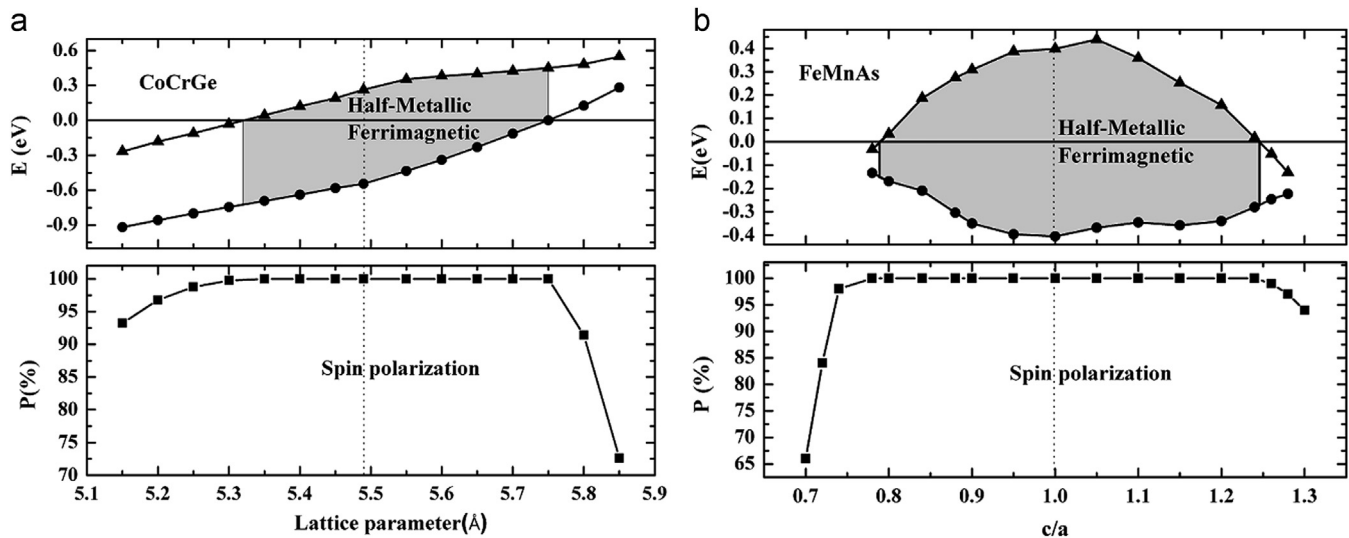 a
E (eV)
0.6
0.3
0.0
-0.3
-0.6
-0.9
CoCrGe
Half-Metallic
Ferrimagnetic
P(%)
100
95
90
85
80
75
70
Spin polarization
5.1 5.2 5.3 5.4 5.5 5.6 5.7 5.8 5.9
Lattice parameter(Å)
b
E(eV)
0.4
0.3
0.2
0.1
0.0
-0.1
-0.2
-0.3
-0.4
FeMnAs
Half-Metallic
Ferrimagnetic
P (%)
100
95
90
85
80
75
70
65
Spin polarization
0.7 0.8 0.9 1.0 1.1 1.2 1.3
c/a